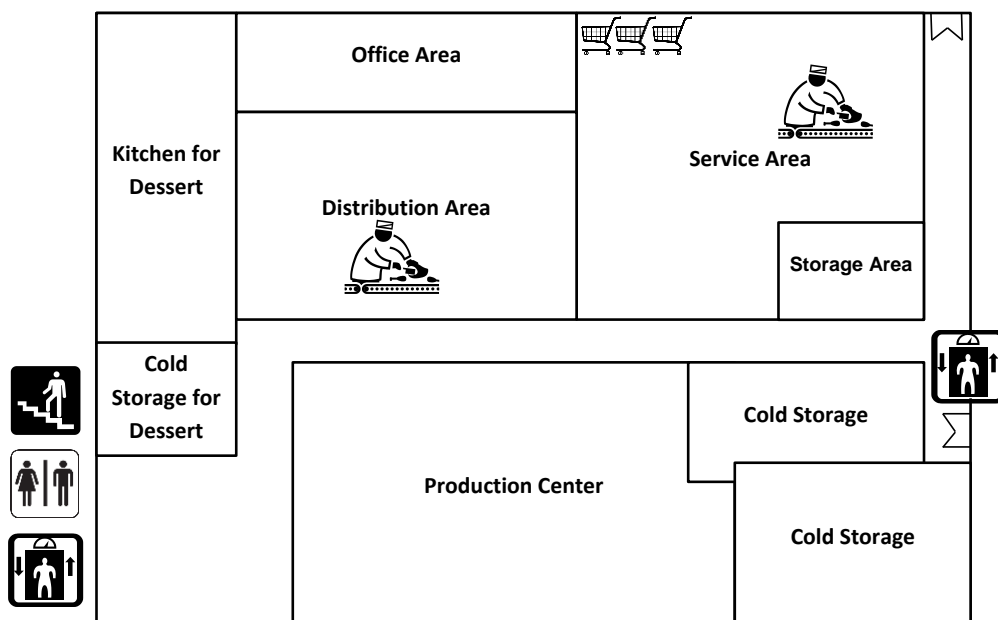 Office Area
Kitchen for
Dessert
Service Area
Distribution Area
Storage Area
Cold
Storage for
Dessert
Cold Storage
Production Center
Cold Storage